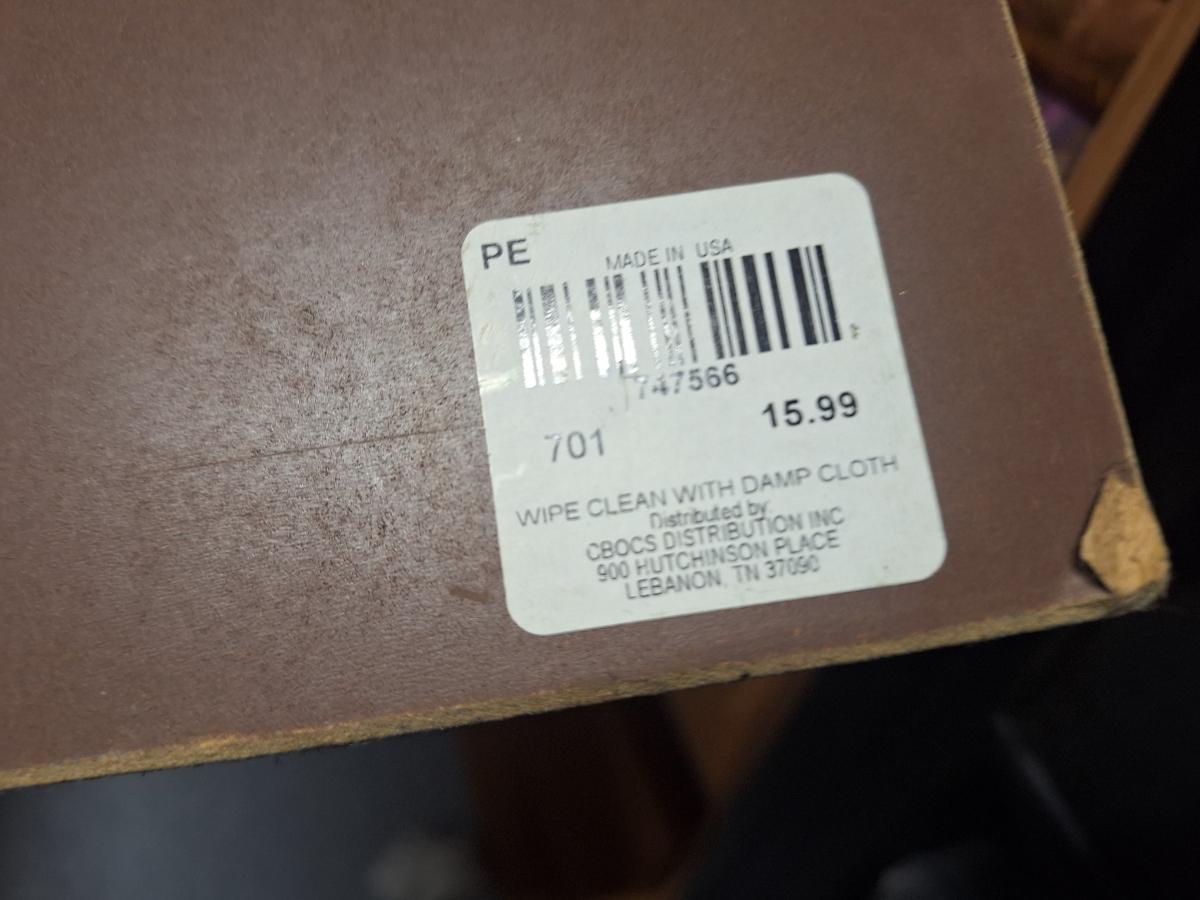 PE
MADE IN USA
747566
15.99
701
WIPE CLEAN WITH DAMP CLOTH
Distributed by:
CBOCS DISTRIBUTION INC
900 HUTCHINSON PLACE
LEBANON, TN 37090